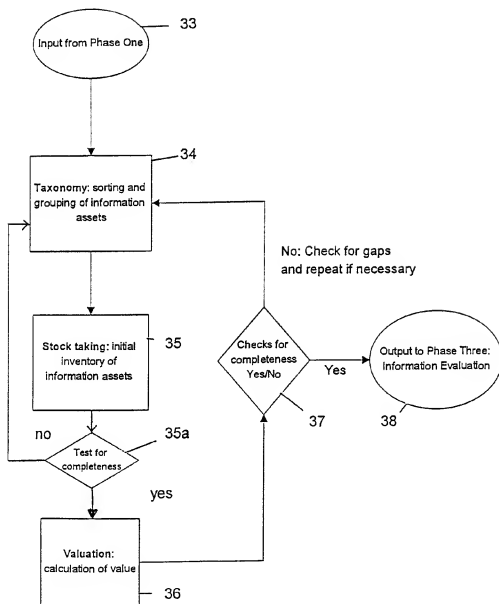 33
Input from Phase One
34
Taxonomy: sorting and
grouping of information
assets
No: Check for gaps
and repeat if necessary
Stock taking: initial
inventory of
information assets
35
Checks for
completeness
Yes/No
Yes
Output to Phase Three:
Information Evaluation
37
38
no
Test for
completeness
35a
yes
Valuation:
calculation of value
36